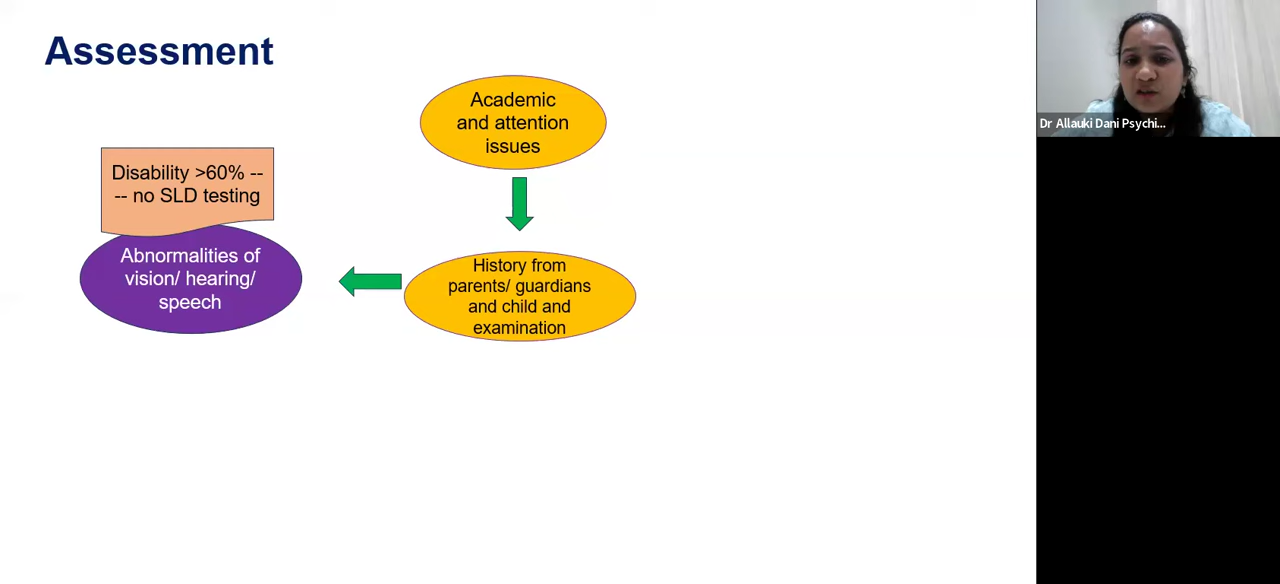 Assessment
Academic
and attention
issues
Disability >60% --
-- no SLD testing
Abnormalities of
vision/ hearing/
speech
History from
parents/ guardians
and child and
examination
Dr Allauki Dani Psychi...